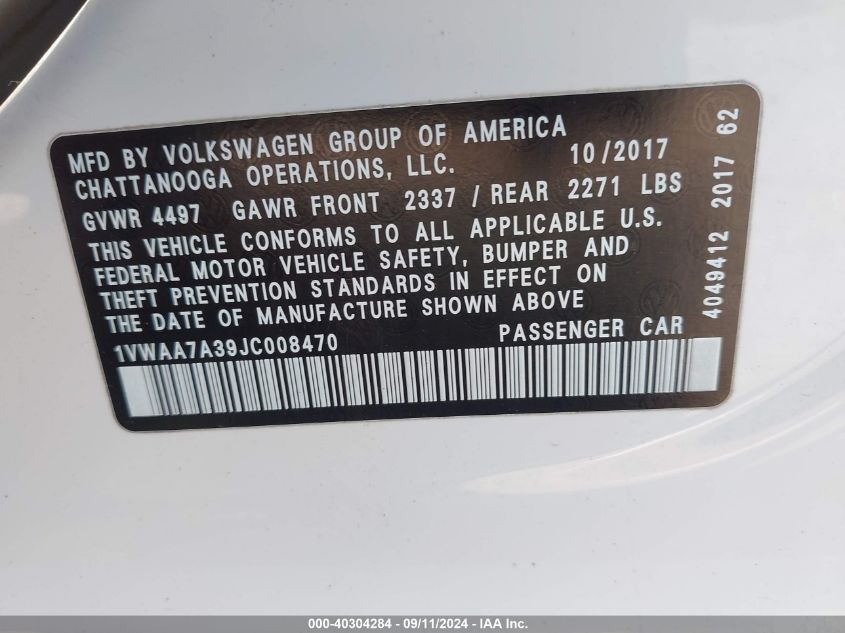 MFD BY VOLKSWAGEN GROUP OF AMERICA
CHATTANOOGA OPERATIONS, LLC. 10/2017
GVWR 4497 GAWR FRONT 2337 / REAR 2271 LBS
THIS VEHICLE CONFORMS TO ALL APPLICABLE U.S.
FEDERAL MOTOR VEHICLE SAFETY, BUMPER AND
THEFT PREVENTION STANDARDS IN EFFECT ON
THE DATE OF MANUFACTURE SHOWN ABOVE
1VWAA7A39JC008470 PASSENGER CAR
4049412 2017 62
000-40304284 - 09/11/2024 - IAA Inc.